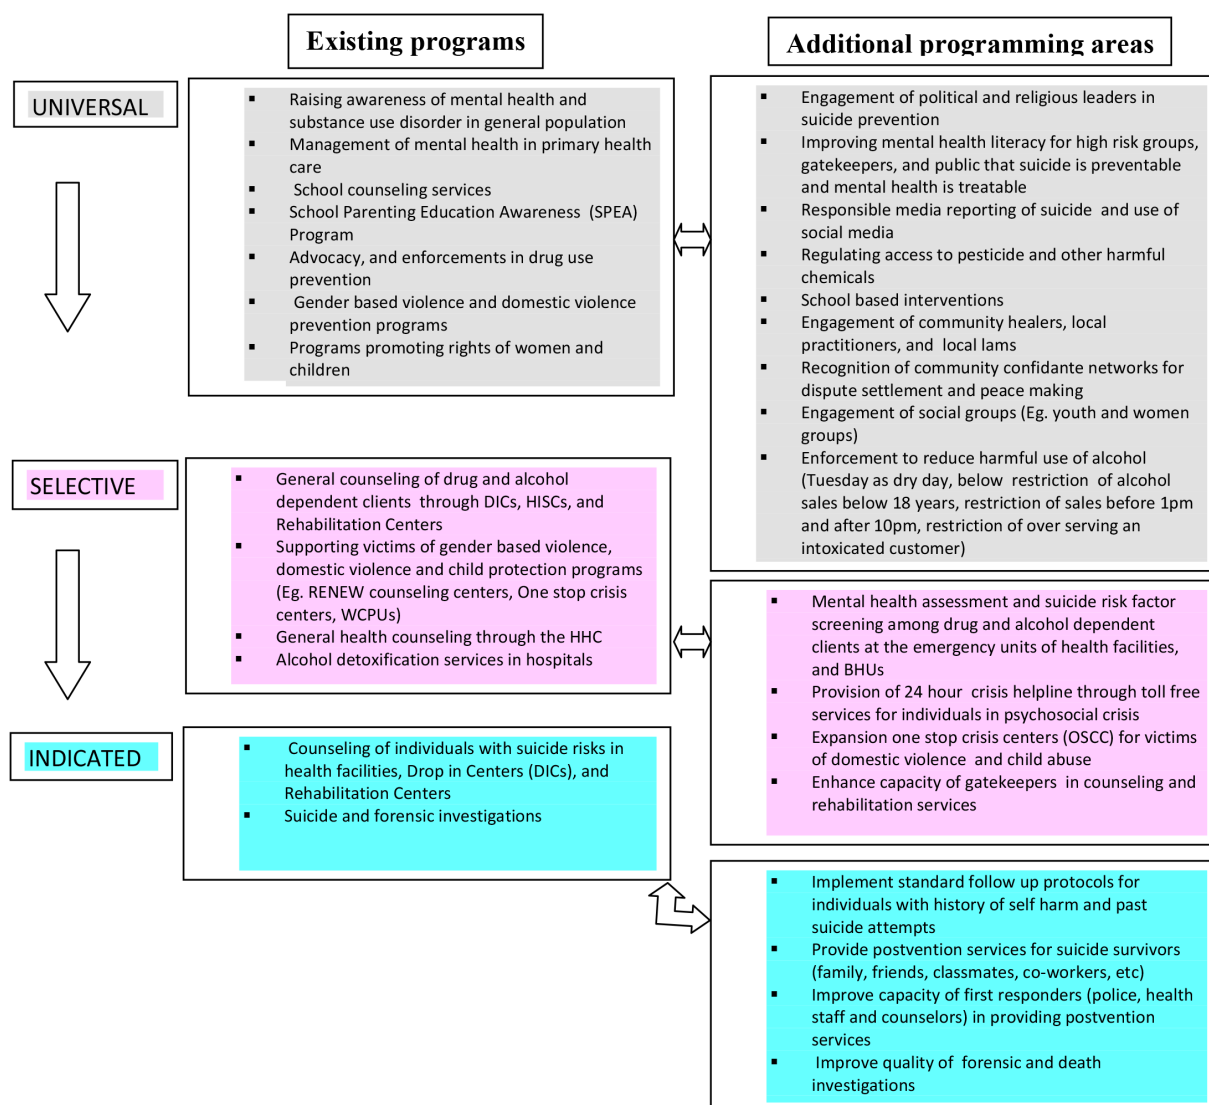 Existing programs
Additional programming areas
UNIVERSAL
▪ Raising awareness of mental health and
substance use disorder in general population
▪ Management of mental health in primary health
care
▪ School counseling services
▪ School Parenting Education Awareness (SPEA)
Program
▪ Advocacy, and enforcements in drug use
prevention
▪ Gender based violence and domestic violence
prevention programs
▪ Programs promoting rights of women and
children
▪ Engagement of political and religious leaders in
suicide prevention
▪ Improving mental health literacy for high risk groups,
gatekeepers, and public that suicide is preventable
and mental health is treatable
▪ Responsible media reporting of suicide and use of
social media
▪ Regulating access to pesticide and other harmful
chemicals
▪ School based interventions
▪ Engagement of community healers, local
practitioners, and local lams
▪ Recognition of community confidante networks for
dispute settlement and peace making
▪ Engagement of social groups (Eg. youth and women
groups)
▪ Enforcement to reduce harmful use of alcohol
(Tuesday as dry day, below restriction of alcohol
sales below 18 years, restriction of sales before 1pm
and after 10pm, restriction of over serving an
intoxicated customer)
SELECTIVE
▪ General counseling of drug and alcohol
dependent clients through DICs, HISCs, and
Rehabilitation Centers
▪ Supporting victims of gender based violence,
domestic violence and child protection programs
(Eg. RENEW counseling centers, One stop crisis
centers, WCPUs)
▪ General health counseling through the HHC
▪ Alcohol detoxification services in hospitals
▪ Mental health assessment and suicide risk factor
screening among drug and alcohol dependent
clients at the emergency units of health facilities,
and BHUs
▪ Provision of 24 hour crisis helpline through toll free
services for individuals in psychosocial crisis
▪ Expansion one stop crisis centers (OSCC) for victims
of domestic violence and child abuse
▪ Enhance capacity of gatekeepers in counseling and
rehabilitation services
INDICATED
▪ Counseling of individuals with suicide risks in
health facilities, Drop in Centers (DICs), and
Rehabilitation Centers
▪ Suicide and forensic investigations
▪ Implement standard follow up protocols for
individuals with history of self harm and past
suicide attempts
▪ Provide postvention services for suicide survivors
(family, friends, classmates, co-workers, etc)
▪ Improve capacity of first responders (police, health
staff and counselors) in providing postvention
services
▪ Improve quality of forensic and death
investigations